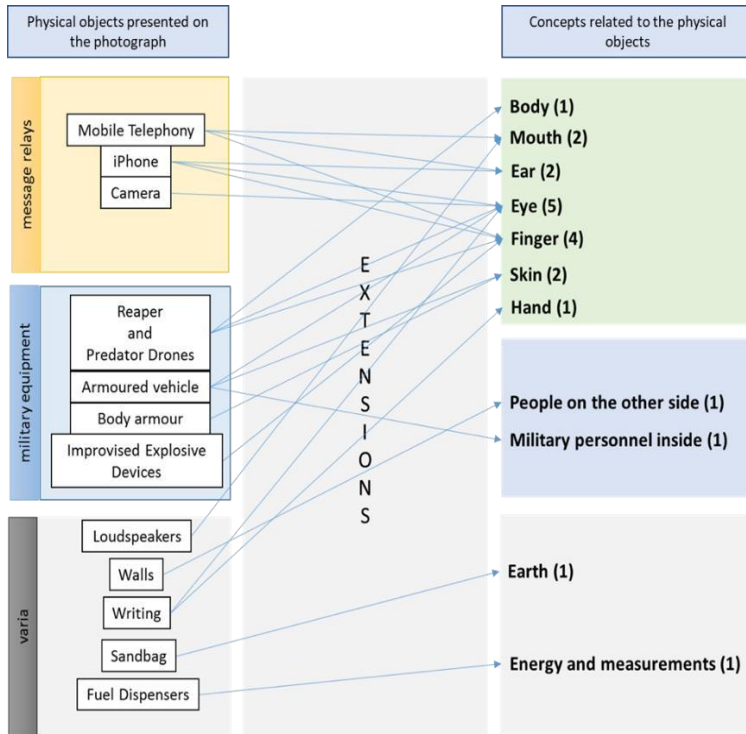 Physical objects presented on
the photograph
Concepts related to the physical
objects
message relays
Mobile Telephony
iPhone
Camera
military equipment
Reaper
and
Predator Drones
Armoured vehicle
Body armour
Improvised Explosive
Devices
varia
Loudspeakers
Walls
Writing
Sandbag
Fuel Dispensers
E
X
T
E
N
S
I
O
N
S
Body (1)
Mouth (2)
Ear (2)
Eye (5)
Finger (4)
Skin (2)
Hand (1)
People on the other side (1)
Military personnel inside (1)
Earth (1)
Energy and measurements (1)